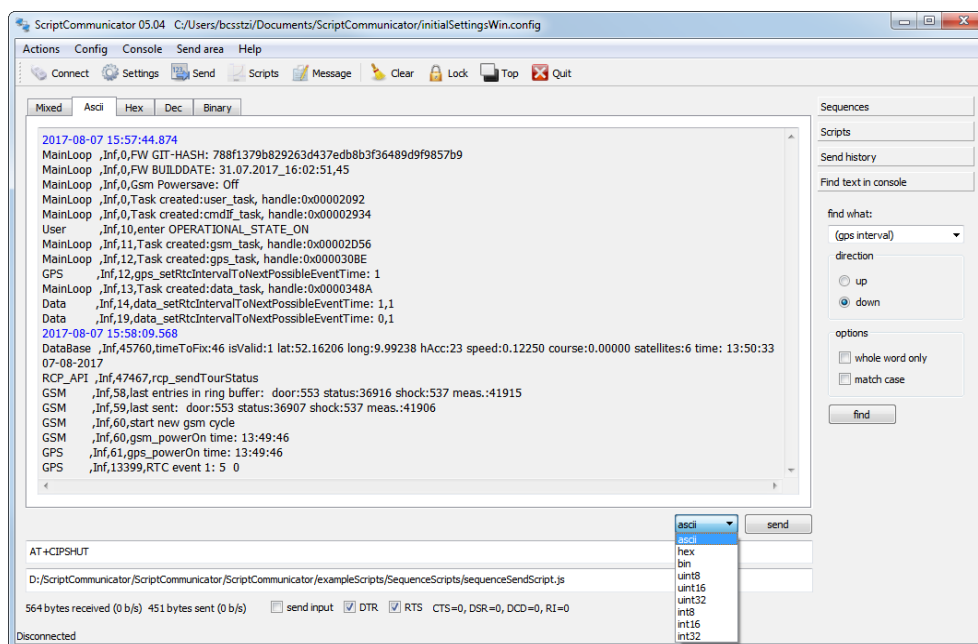 ScriptCommunicator 05.04   C:/Users/bcsstzi/Documents/ScriptCommunicator/initialSettingsWin.config
Actions   Config   Console   Send area   Help
Connect   Settings   Send   Scripts   Message   Clear   Lock   Top   Quit
Mixed   Ascii   Hex   Dec   Binary
2017-08-07 15:57:44.874
MainLoop ,Inf,0,FW GIT-HASH: 788f1379b829263d437edb8b3f36489d9f9857b9
MainLoop ,Inf,0,FW BUILDDATE: 31.07.2017_16:02:51,45
MainLoop ,Inf,0,Gsm Powersave: Off
MainLoop ,Inf,0,Task created:user_task, handle:0x00002092
MainLoop ,Inf,0,Task created:cmdIf_task, handle:0x00002934
User     ,Inf,10,enter OPERATIONAL_STATE_ON
MainLoop ,Inf,11,Task created:gsm_task, handle:0x00002D56
MainLoop ,Inf,12,Task created:gps_task, handle:0x000030BE
GPS      ,Inf,12,gps_setRtcIntervalToNextPossibleEventTime: 1
MainLoop ,Inf,13,Task created:data_task, handle:0x0000348A
Data     ,Inf,14,data_setRtcIntervalToNextPossibleEventTime: 1,1
Data     ,Inf,19,data_setRtcIntervalToNextPossibleEventTime: 0,1
2017-08-07 15:58:09.568
DataBase ,Inf,45760,timeToFix:46 isValid:1 lat:52.16206 long:9.99238 hAcc:23 speed:0.12250 course:0.00000 satellites:6 time: 13:50:33
07-08-2017
RCP_API ,Inf,47467,rcp_sendTourStatus
GSM      ,Inf,58,last entries in ring buffer:  door:553 status:36916 shock:537 meas.:41915
GSM      ,Inf,59,last sent:  door:553 status:36907 shock:537 meas.:41906
GSM      ,Inf,60,start new gsm cycle
GSM      ,Inf,60,gsm_powerOn time: 13:49:46
GPS      ,Inf,61,gps_powerOn time: 13:49:46
GPS      ,Inf,13399,RTC event 1: 5  0
Sequences
Scripts
Send history
Find text in console
find what:
(gps interval)
direction
up
down
options
whole word only
match case
find
ascii   send
ascii
hex
bin
uint8
uint16
uint32
int8
int16
int32
AT+CIPSHUT
D:/ScriptCommunicator/ScriptCommunicator/ScriptCommunicator/exampleScripts/SequenceScripts/sequenceSendScript.js
564 bytes received (0 b/s)  451 bytes sent (0 b/s)   send input   DTR   RTS   CTS=0, DSR=0, DCD=0, RI=0
Disconnected